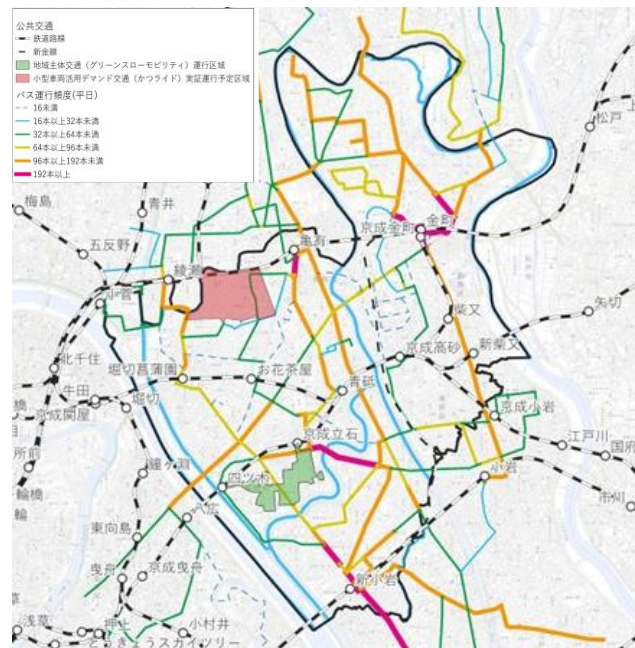 公共交通
鉄道路線
新金線
地域主体交通（グリーンスローモビリティ）運行区域
小型車両活用デマンド交通（かつライド）実証運行予定区域
バス運行頻度(平日)
16未満
16本以上32本未満
32以上64本未満
64以上96本未満
96以上192本未満
192本以上
松戸 上
梅島
青井
金町
京成金町
亀有
五反野
綾瀬
小菅
柴又
矢切
北千住
京成高砂
新柴又
堀切菖蒲園
お花茶屋
青砥
牛田
橋
京成関屋
堀切
京成小岩
京成立石
江戸川
国府
所前
鐘ヶ淵
四ツ木
小岩
市川
輪橋
輪
八広
東向島
曳舟
京成曳舟
新小岩
浅草
押上
小村井
とうきょうスカイツリー